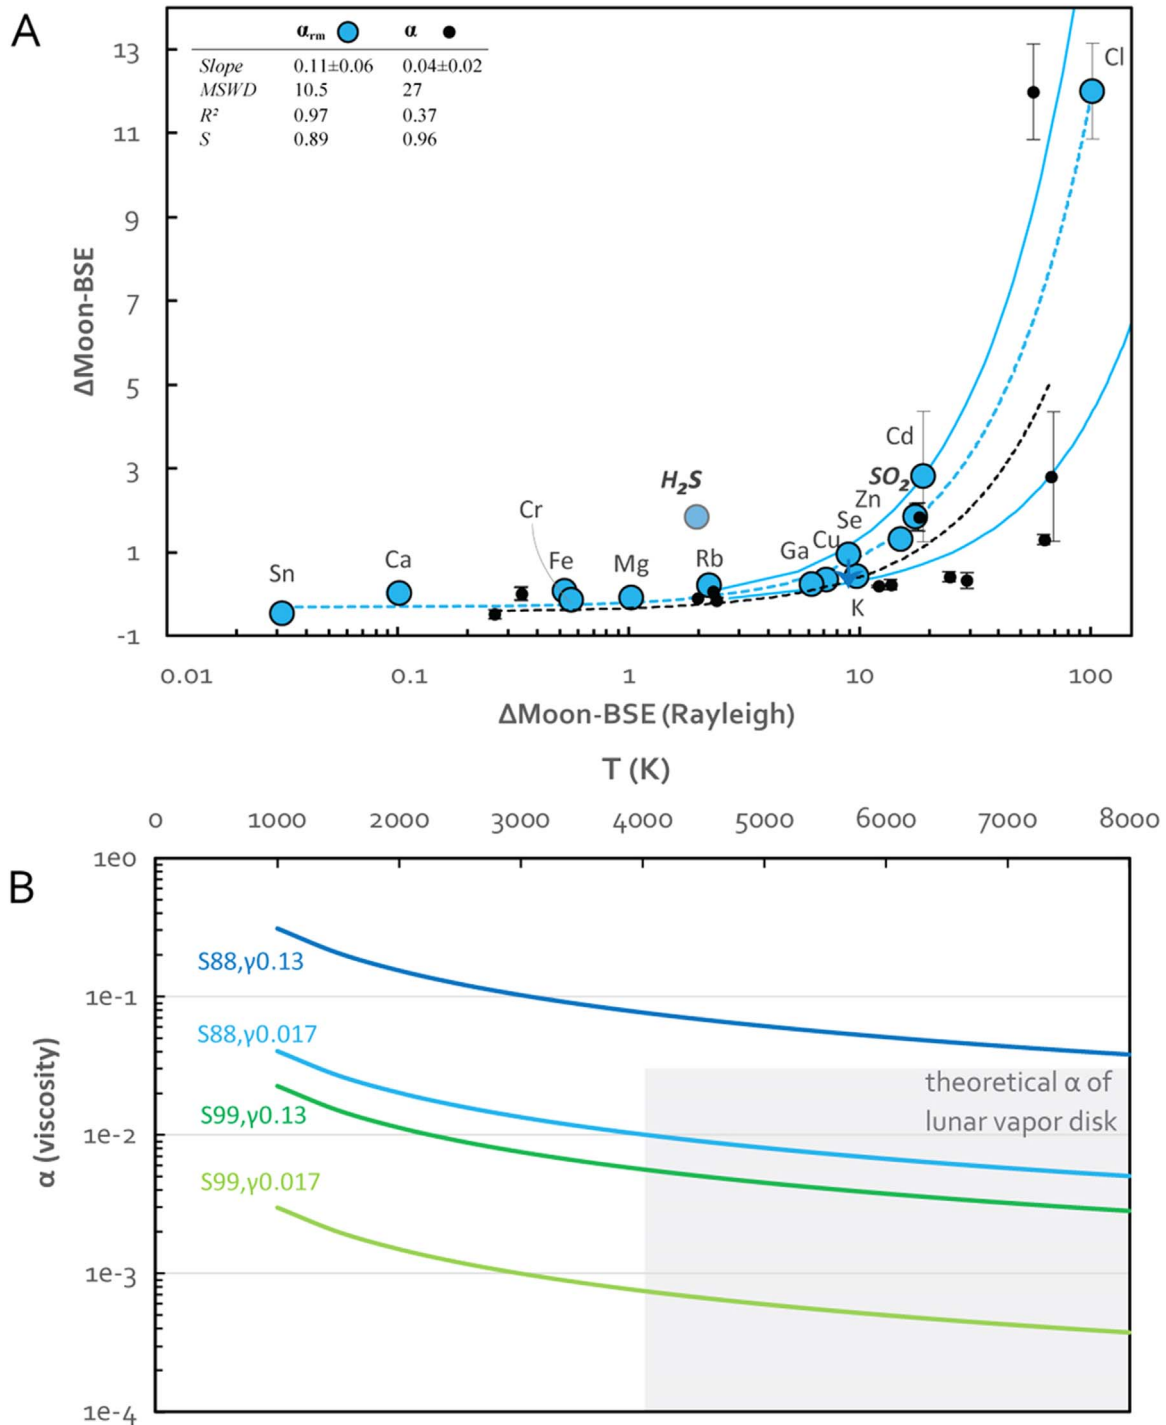 A
αrm α
Slope 0.11±0.06 0.04±0.02
MSWD 10.5 27
R² 0.97 0.37
S 0.89 0.96
13
11
9
7
5
3
1
-1
ΔMoon-BSE
Cl
Cd
SO₂
H₂S
Zn
Se
Cr
Cu
Ga
Rb
Mg
Fe
Ca
Sn
K
0.01 0.1 1 10 100
ΔMoon-BSE (Rayleigh)
T (K)
0 1000 2000 3000 4000 5000 6000 7000 8000
B
1e0
1e-1
1e-2
1e-3
1e-4
α (viscosity)
S88,γ0.13
S88,γ0.017
S99,γ0.13
S99,γ0.017
theoretical α of
lunar vapor disk